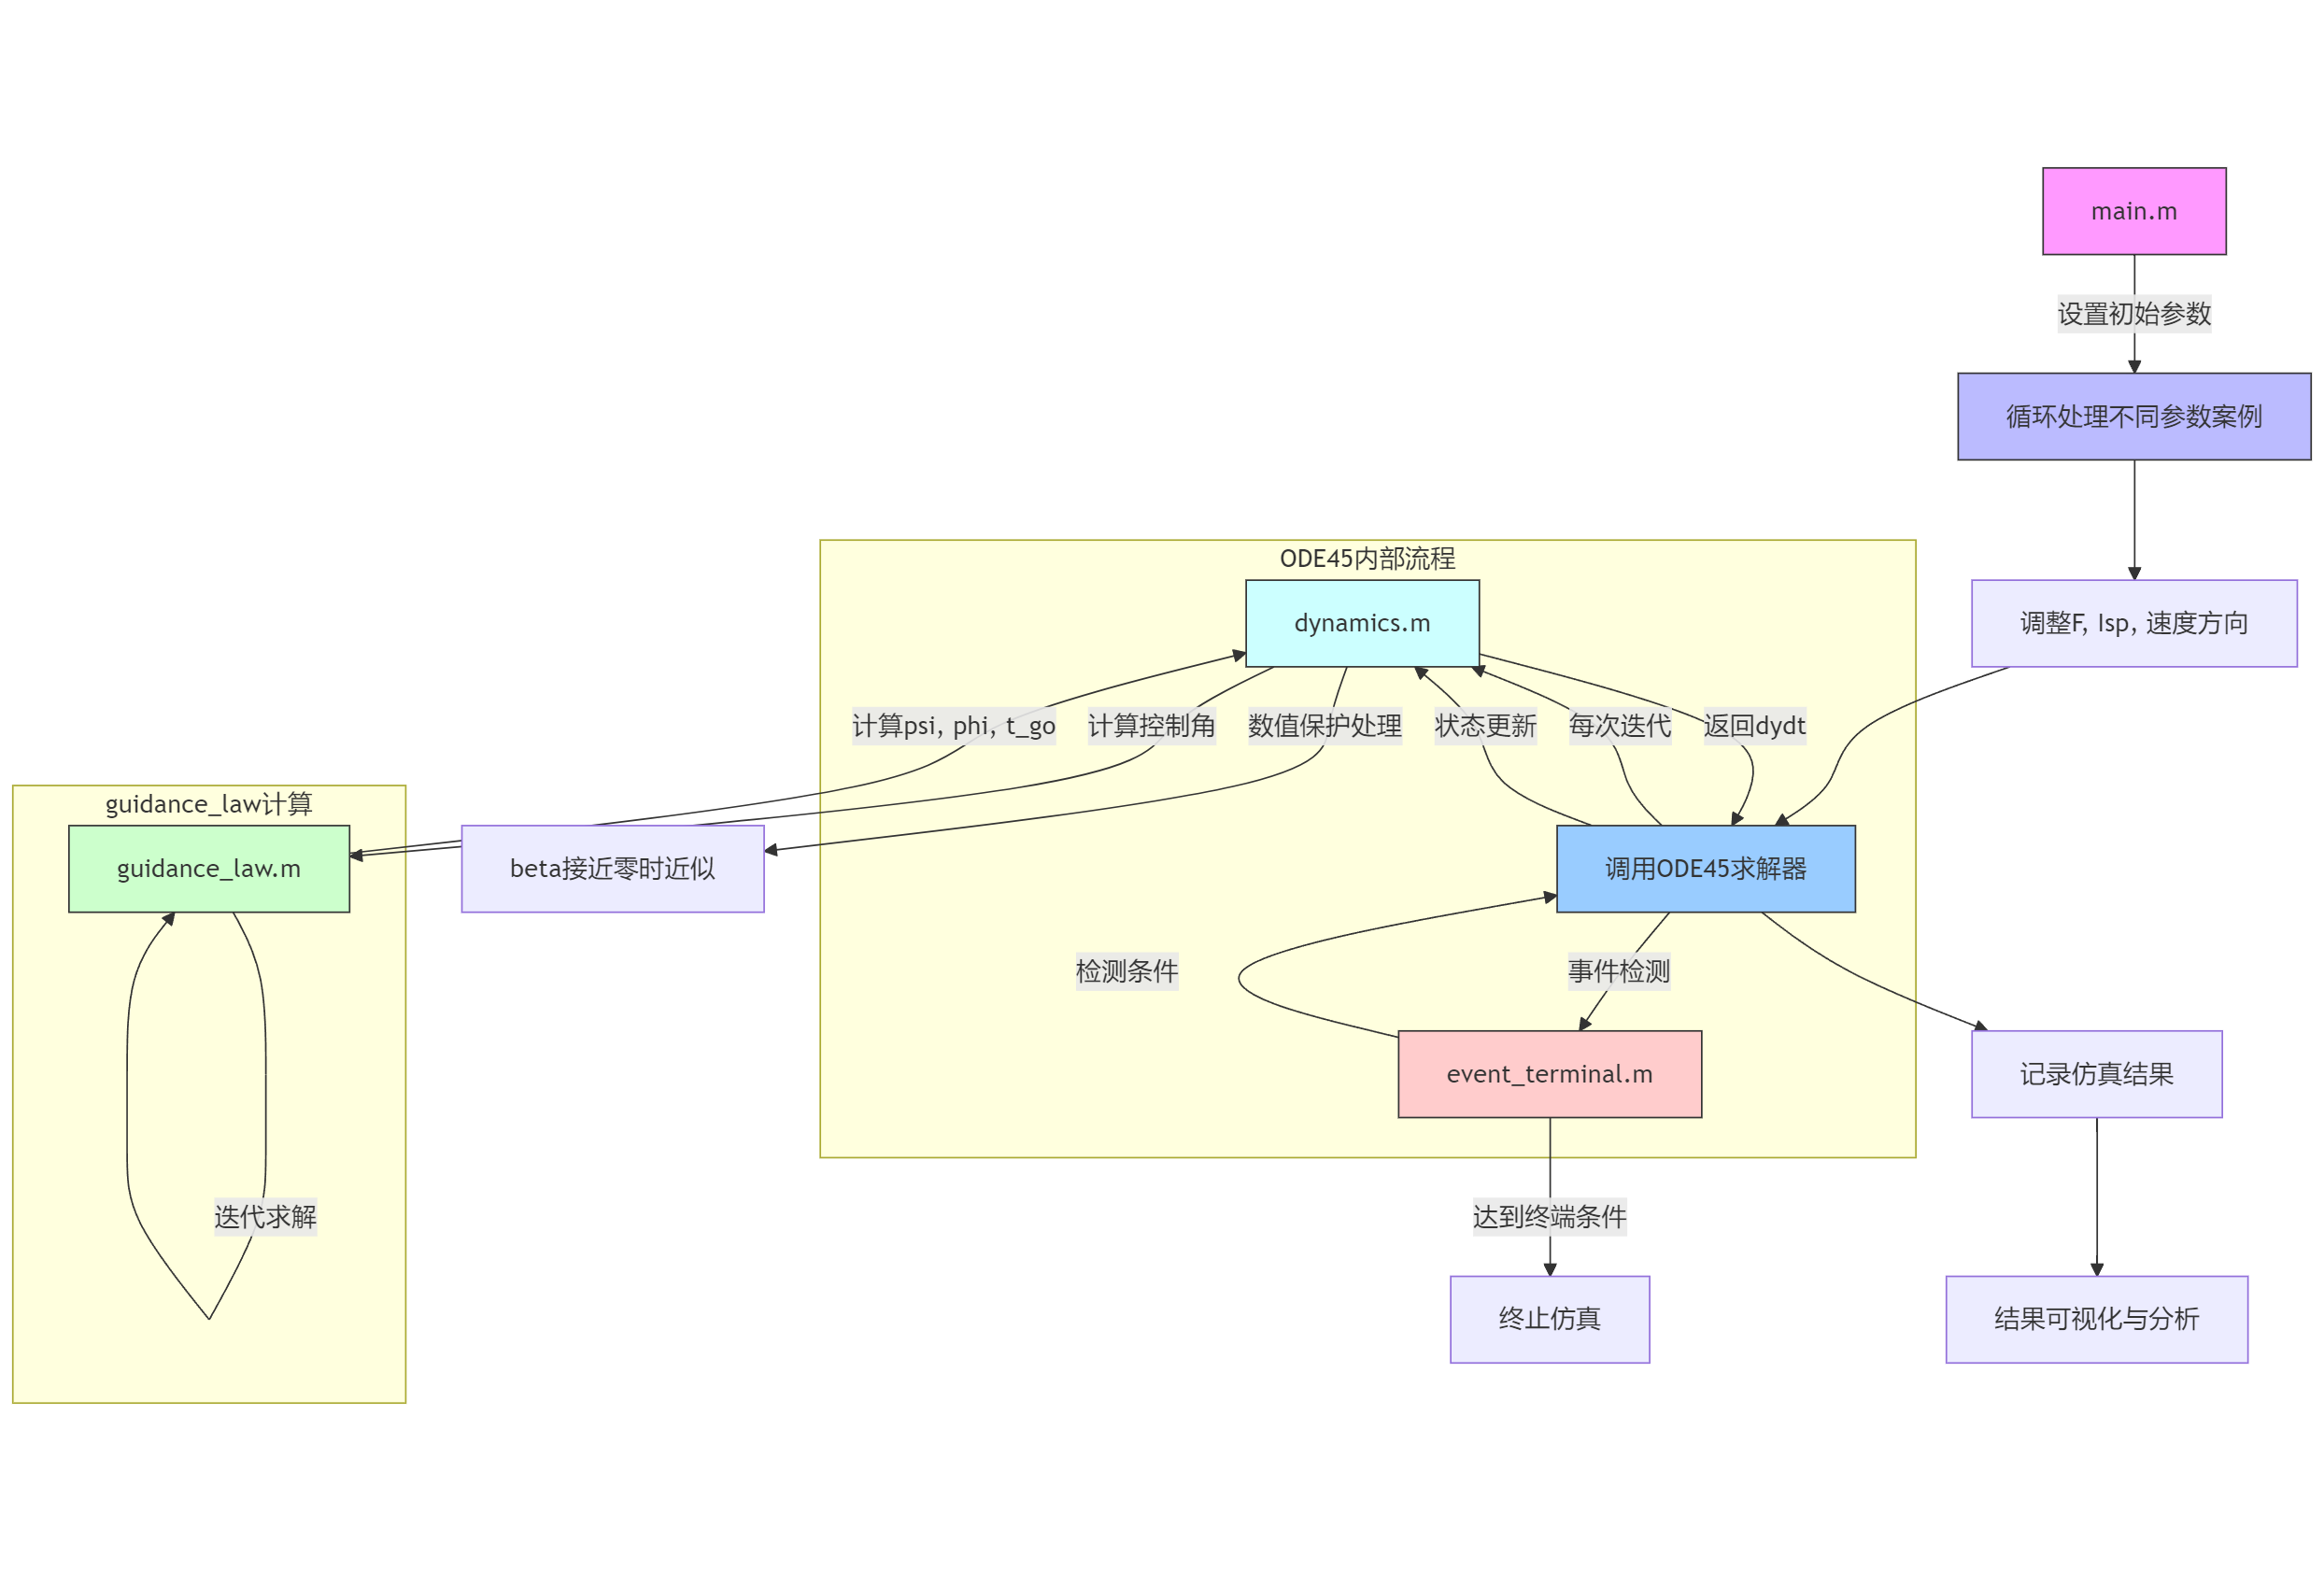 main.m
设置初始参数
循环处理不同参数案例
ODE45内部流程
dynamics.m
调整F, Isp, 速度方向
计算psi, phi, t_go
计算控制角
数值保护处理
状态更新
每次迭代
返回dydt
guidance_law计算
guidance_law.m
beta接近零时近似
调用ODE45求解器
检测条件
事件检测
event_terminal.m
记录仿真结果
迭代求解
达到终端条件
终止仿真
结果可视化与分析